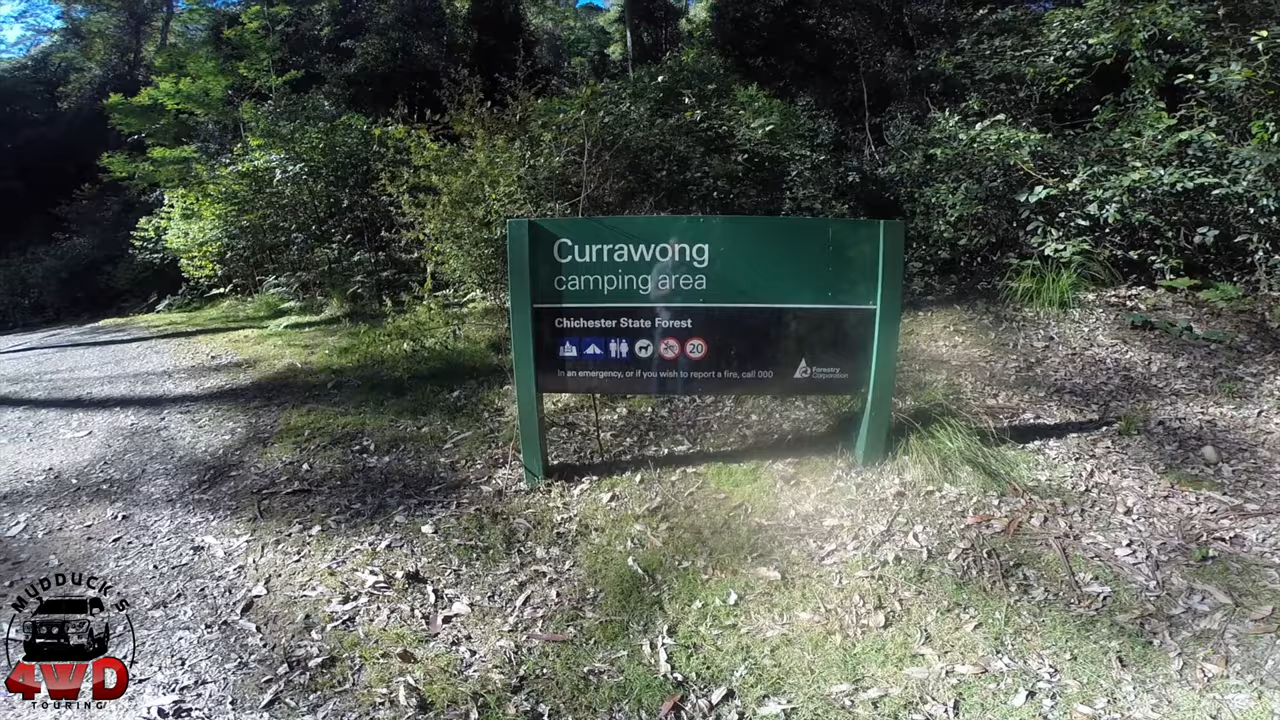 Currawong
camping area
Chichester State Forest
20
In an emergency, or if you wish to report a fire, call 000
Forestry
Corporation
MUDDUCK'S
4WD
TOURING